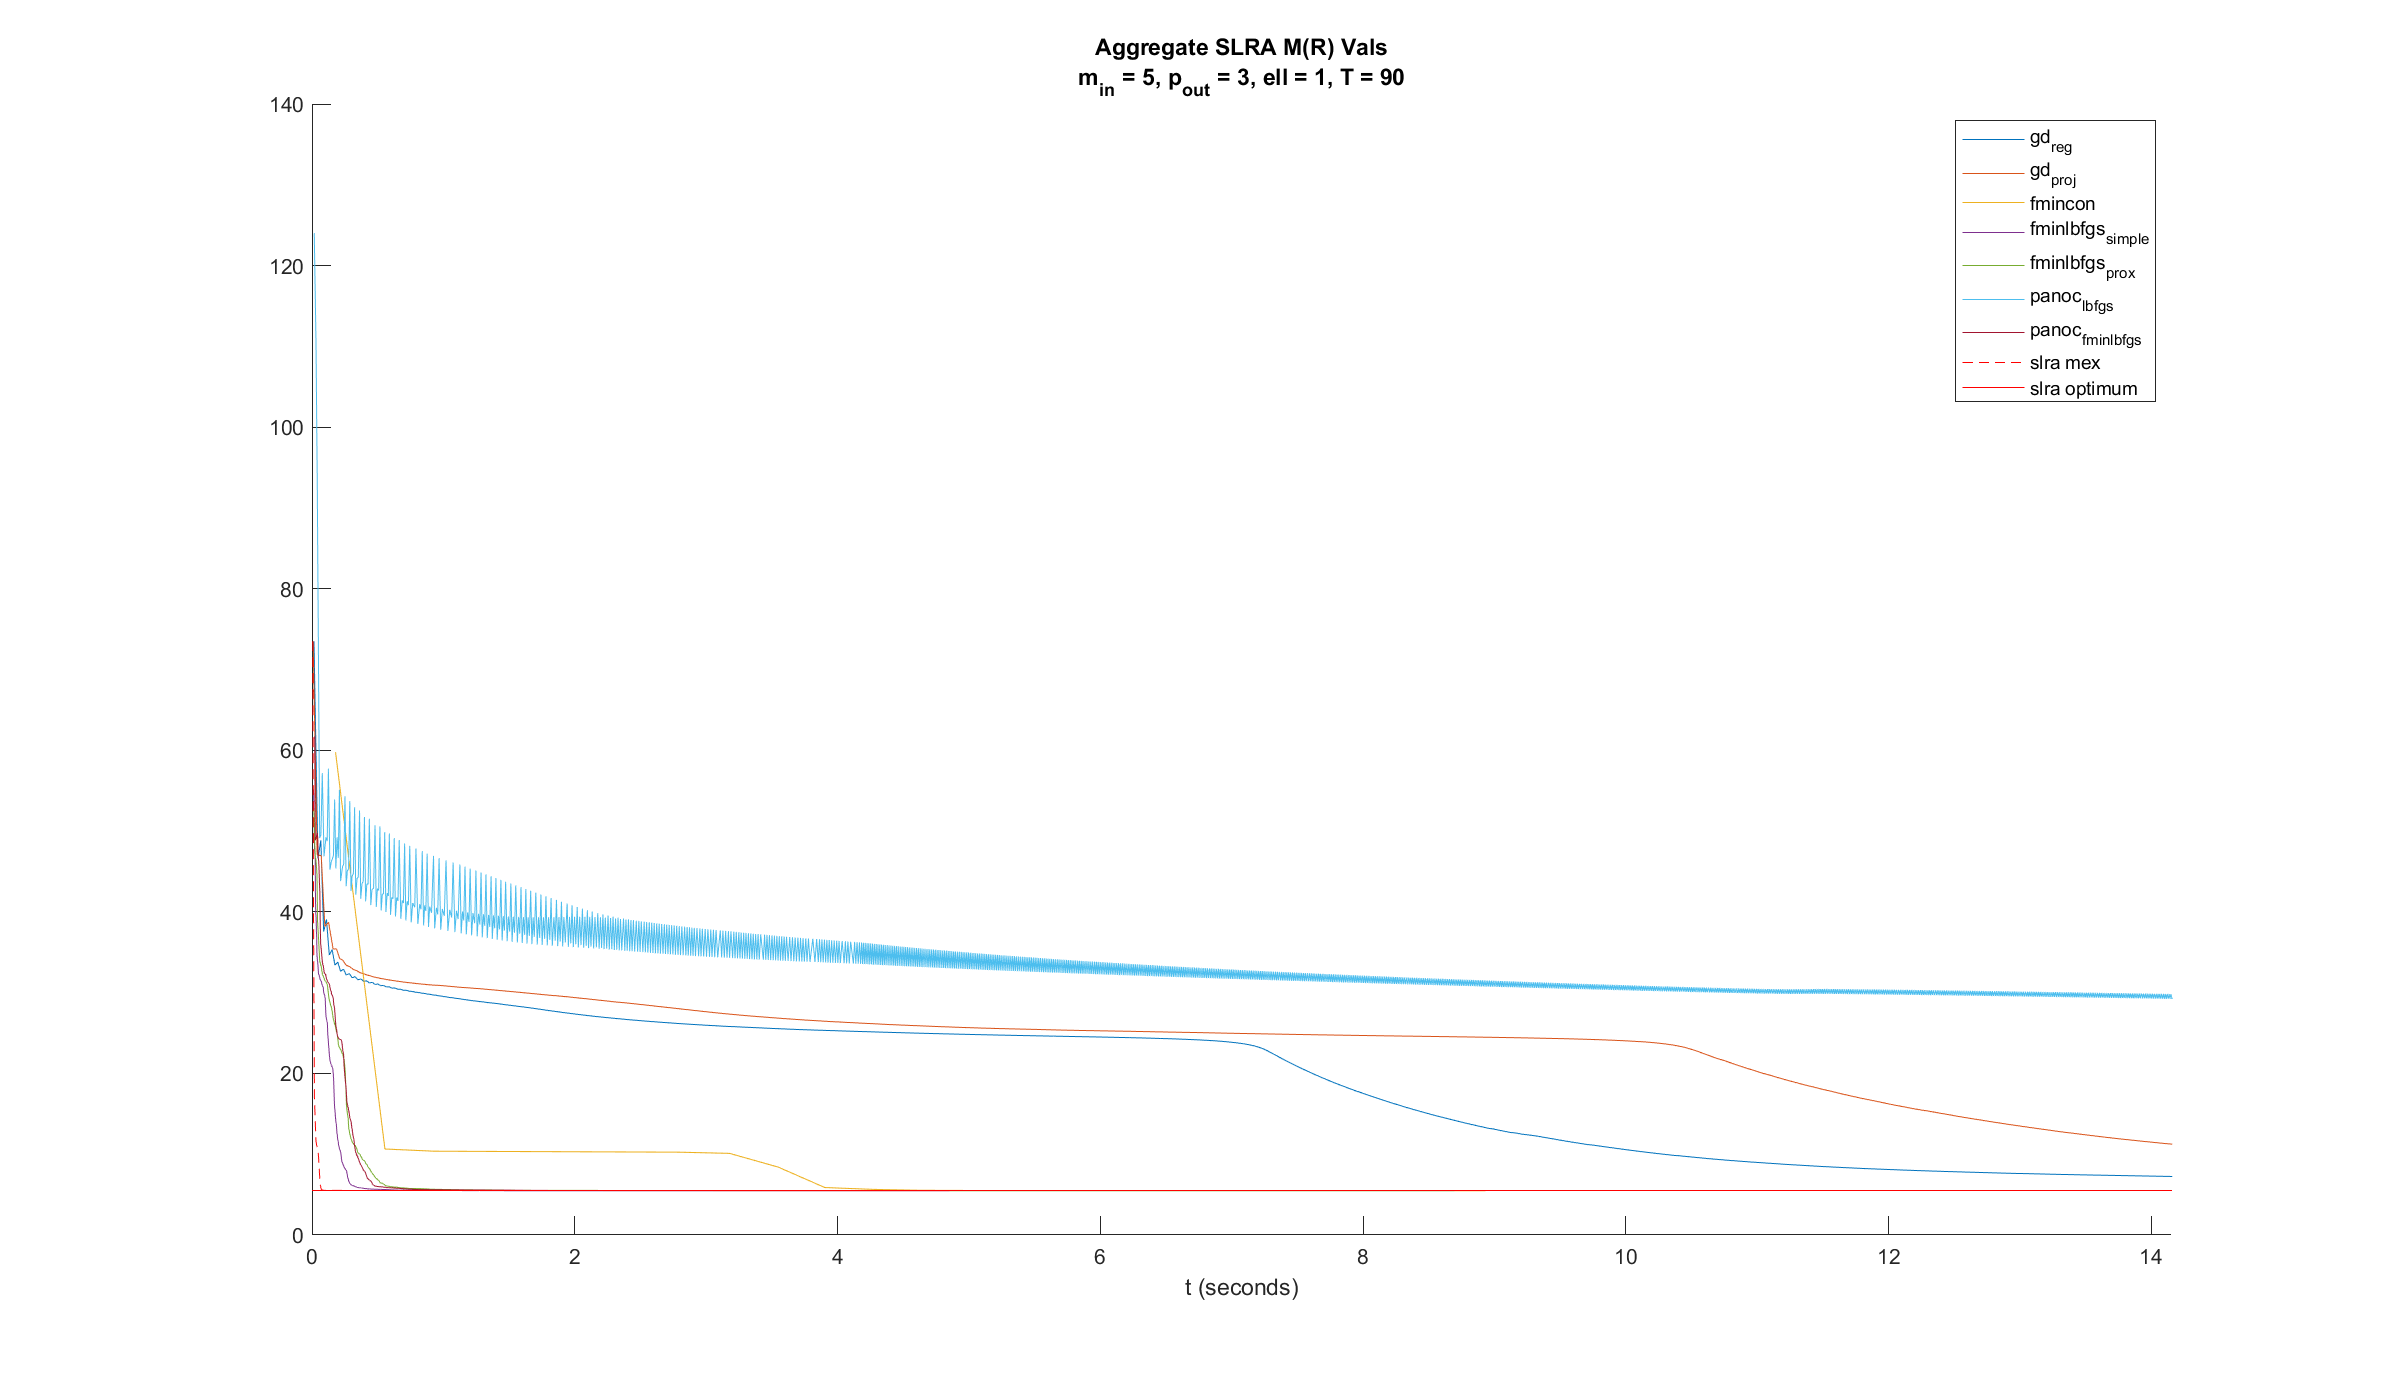 Aggregate SLRA M(R) Vals
m_in = 5, p_out = 3, ell = 1, T = 90
140
120
100
80
60
40
20
0
gd_reg
gd_proj
fmincon
fminlbfgs_simple
fminlbfgs_prox
panoc_lbfgs
panoc_fminlbfgs
slra mex
slra optimum
0 2 4 6 8 10 12 14
t (seconds)